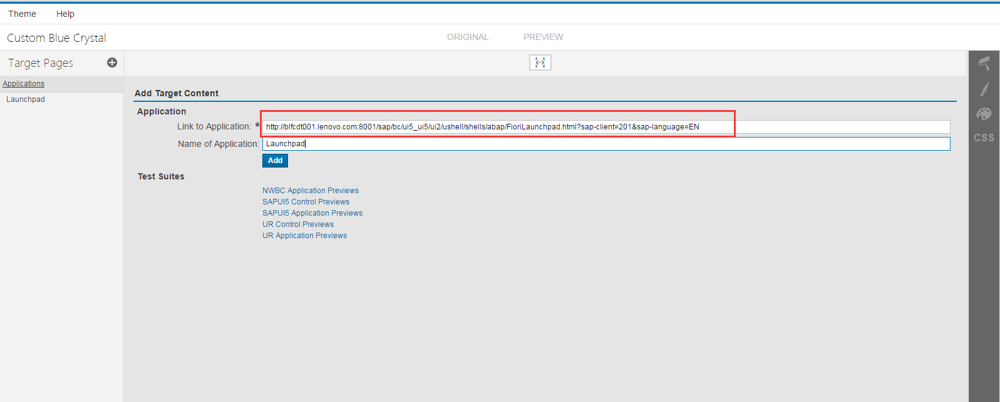 Theme Help
Custom Blue Crystal
ORIGINAL PREVIEW
Target Pages
Applications
Launchpad
Add Target Content
Application
Link to Application: * http://blfcdt001.lenovo.com:8001/sap/bc/ui5_ui5/ui2/ushell/shells/abap/FioriLaunchpad.html?sap-client=201&sap-language=EN
Name of Application: Launchpad
Add
Test Suites
NWBC Application Previews
SAPUI5 Control Previews
SAPUI5 Application Previews
UR Control Previews
UR Application Previews
CSS